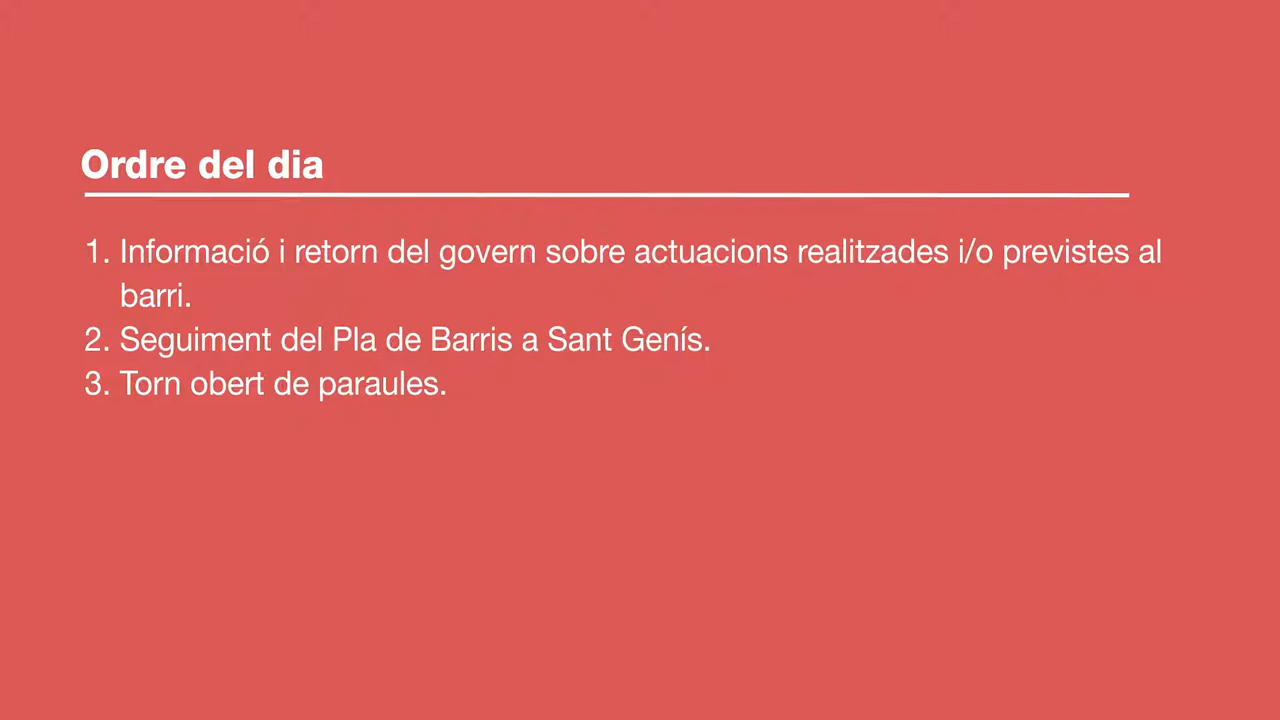 Ordre del dia
1. Informació i retorn del govern sobre actuacions realitzades i/o previstes al
barri.
2. Seguiment del Pla de Barris a Sant Genís.
3. Torn obert de paraules.